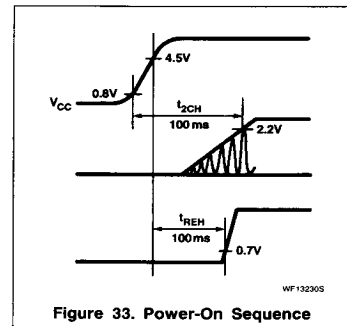 4.5V
0.8V
VCC
t2CH
100 ms
2.2V
tREH
100 ms
0.7V
WF13230S
Figure 33. Power-On Sequence